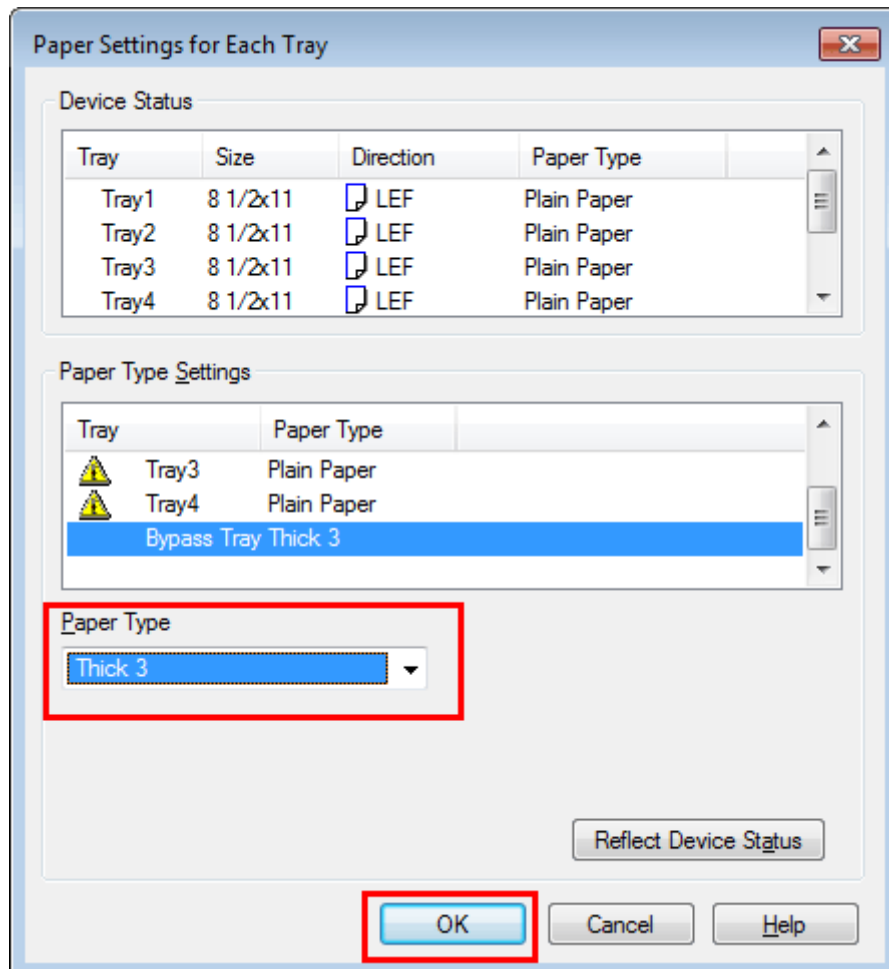 Paper Settings for Each Tray
Device Status
Tray Size Direction Paper Type
Tray1 8 1/2x11 LEF Plain Paper
Tray2 8 1/2x11 LEF Plain Paper
Tray3 8 1/2x11 LEF Plain Paper
Tray4 8 1/2x11 LEF Plain Paper
Paper Type Settings
Tray Paper Type
Tray3 Plain Paper
Tray4 Plain Paper
Bypass Tray Thick 3
Paper Type
Thick 3
Reflect Device Status
OK Cancel Help